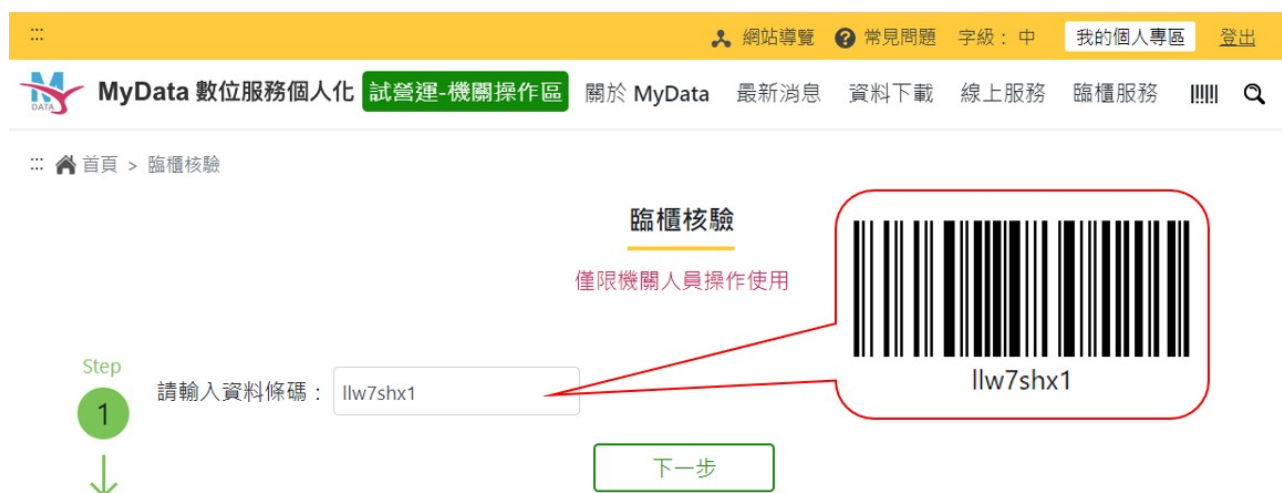 網站導覽 常見問題 字級：中 我的個人專區 登出
M DATA MyData 數位服務個人化 試營運-機關操作區 關於 MyData 最新消息 資料下載 線上服務 臨櫃服務
首頁 > 臨櫃核驗
臨櫃核驗
僅限機關人員操作使用
llw7shx1
Step
1
請輸入資料條碼： llw7shx1
下一步